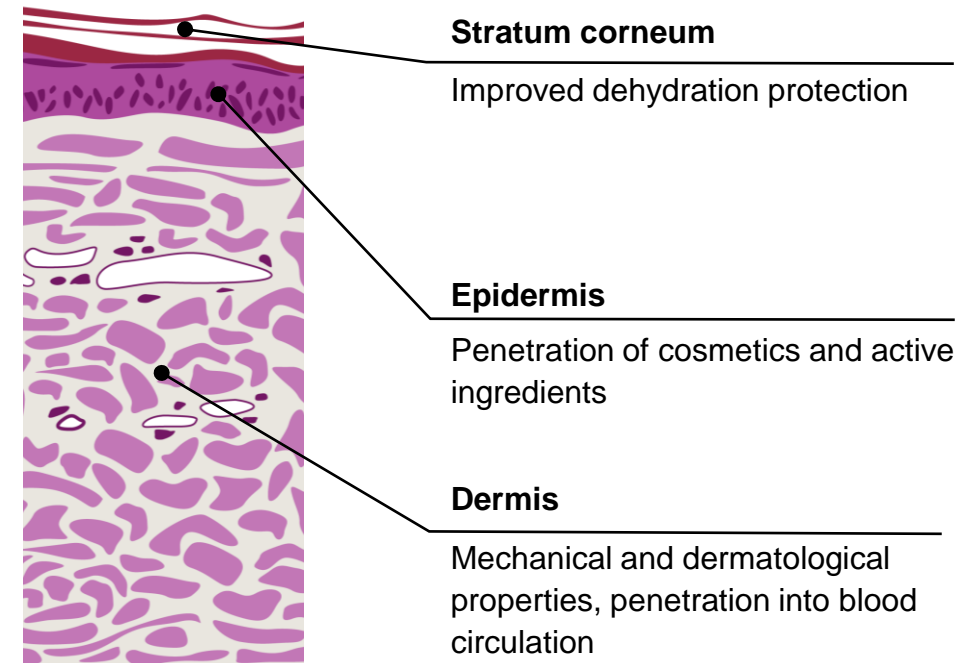 Stratum corneum
Improved dehydration protection
Epidermis
Penetration of cosmetics and active
ingredients
Dermis
Mechanical and dermatological
properties, penetration into blood
circulation